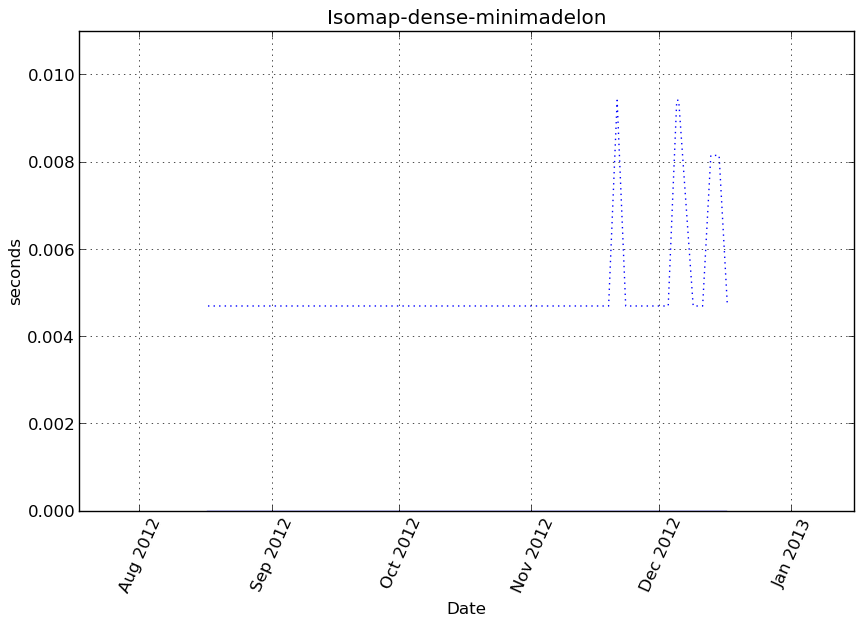 Isomap-dense-minimadelon
0.010
0.008
0.006
0.004
0.002
0.000
seconds
Aug 2012
Sep 2012
Oct 2012
Nov 2012
Dec 2012
Jan 2013
Date